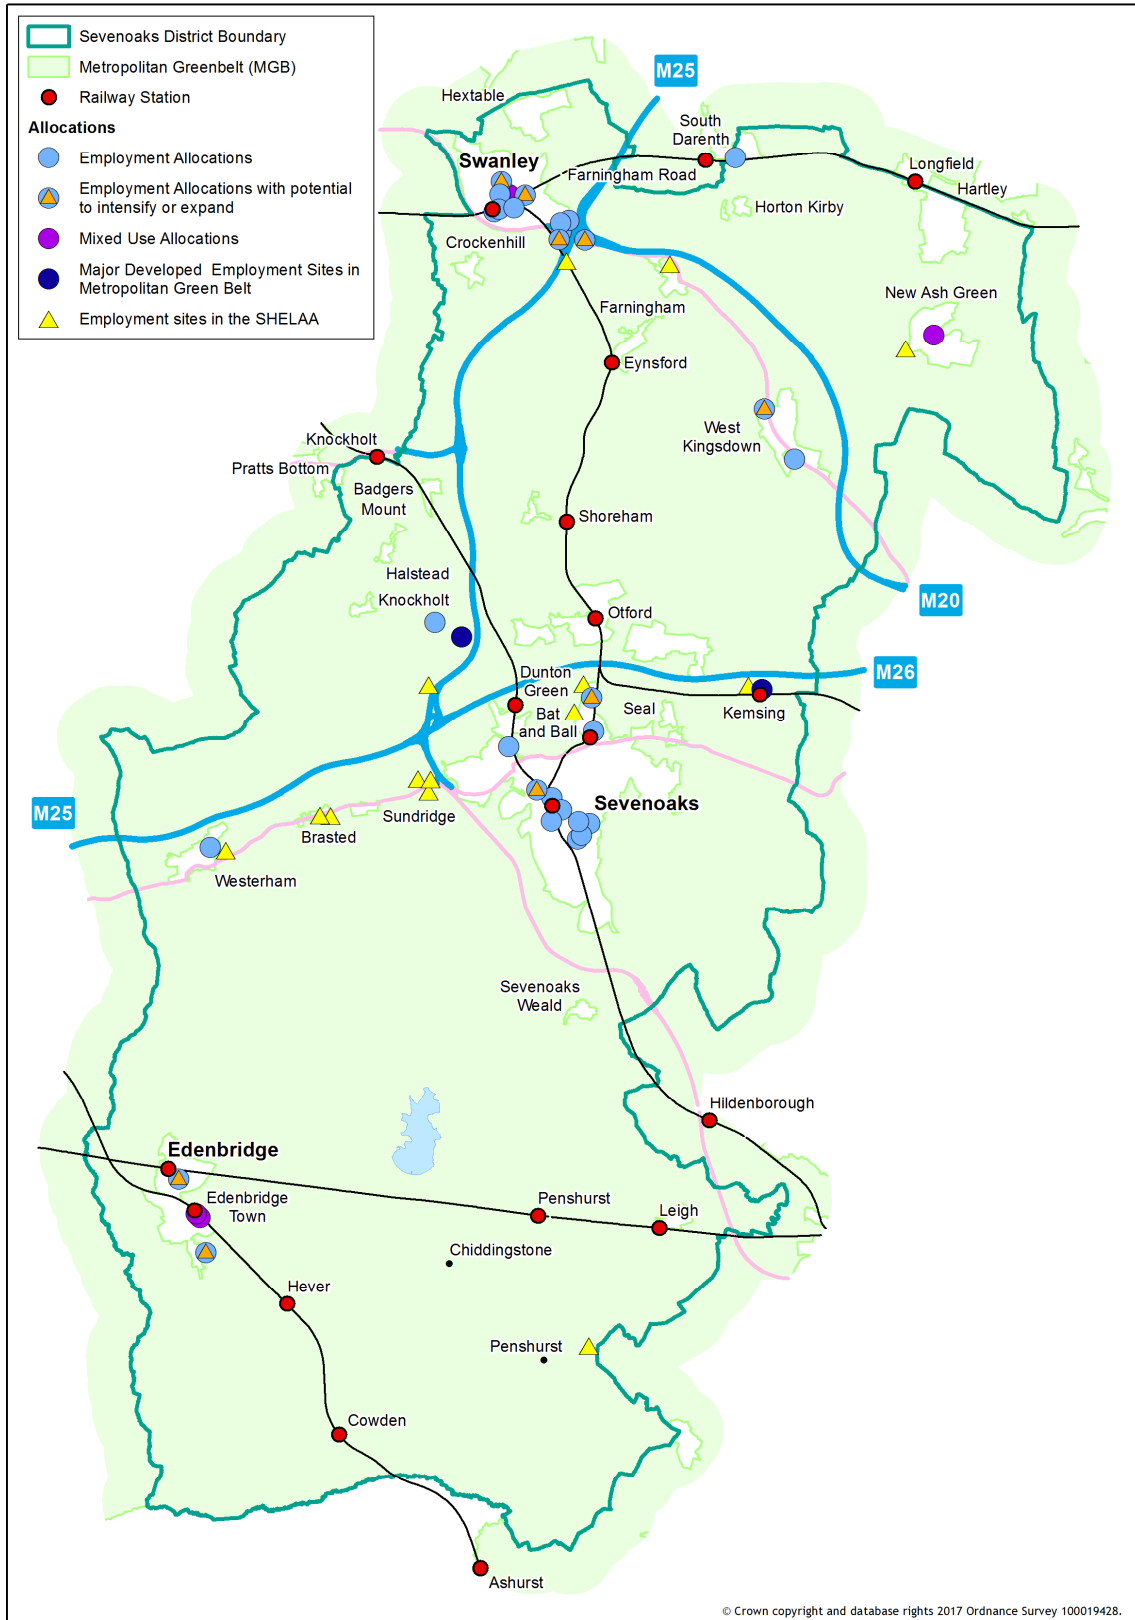 Sevenoaks District Boundary
Metropolitan Greenbelt (MGB)
Railway Station
Allocations
Employment Allocations
Employment Allocations with potential
to intensify or expand
Mixed Use Allocations
Major Developed Employment Sites in
Metropolitan Green Belt
Employment sites in the SHELAA
M25
Hextable
South
Darenth
Swanley
Farningham Road
Longfield
Hartley
Horton Kirby
Crockenhill
New Ash Green
Farningham
Eynsford
West
Kingsdown
Knockholt
Pratts Bottom
Badgers
Mount
Shoreham
Halstead
Knockholt
M20
Otford
M26
Dunton
Green
Bat
and Ball
Seal
Kemsing
M25
Sevenoaks
Sundridge
Brasted
Westerham
Sevenoaks
Weald
Hildenborough
Edenbridge
Edenbridge
Town
Penshurst
Leigh
Chiddingstone
Hever
Penshurst
Cowden
Ashurst
© Crown copyright and database rights 2017 Ordnance Survey 100019428.